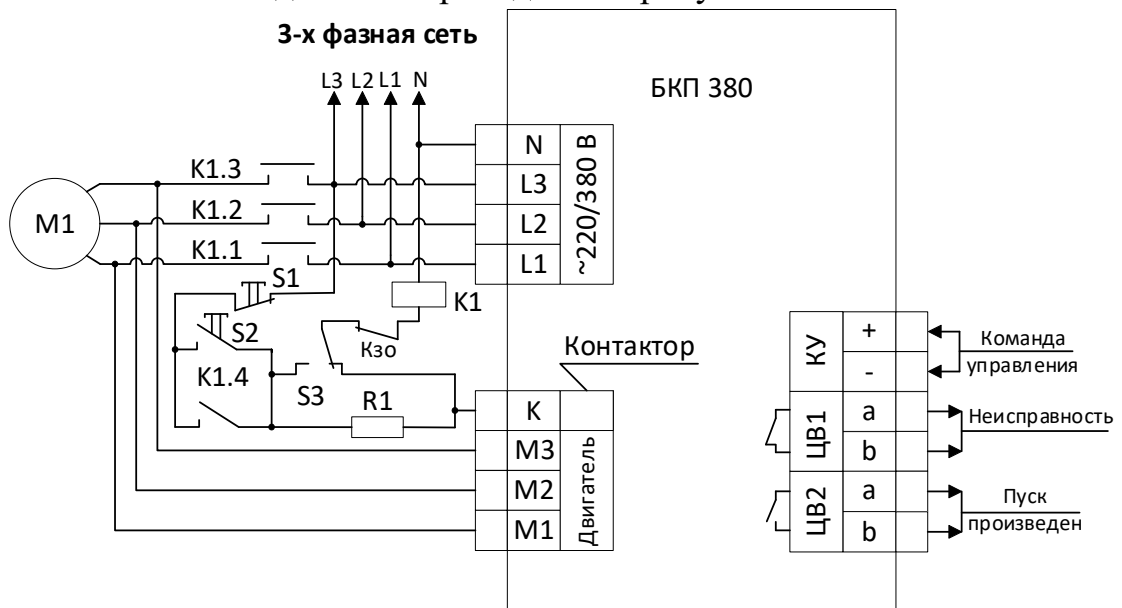 3-х фазная сеть
L3 L2 L1 N
БКП 380
K1.3
K1.2
K1.1
M1
N
L3
L2
L1
~220/380 В
S1
K1
S2
Кзо
K1.4
S3
R1
Контактор
K
M3
M2
M1
Двигатель
КУ
+
-
Команда
управления
ЦВ1
a
b
Неисправность
ЦВ2
a
b
Пуск
произведен